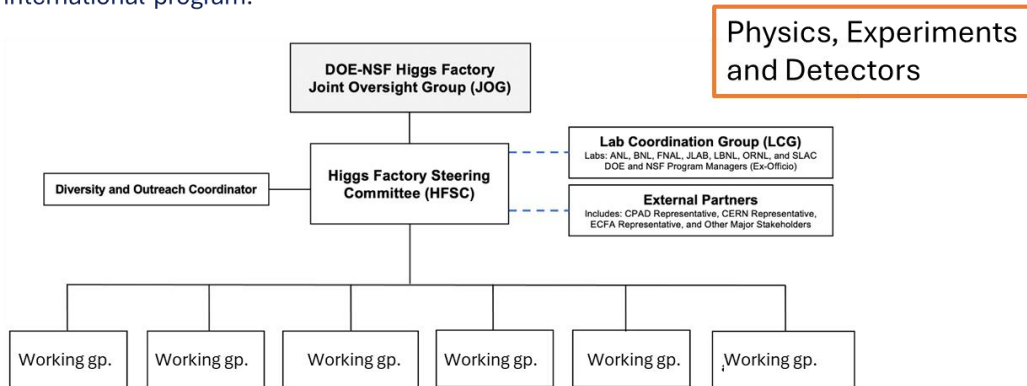 international program.
Physics, Experiments
and Detectors
DOE-NSF Higgs Factory
Joint Oversight Group (JOG)
Lab Coordination Group (LCG)
Labs: ANL, BNL, FNAL, JLAB, LBNL, ORNL, and SLAC
DOE and NSF Program Managers (Ex-Officio)
Diversity and Outreach Coordinator
Higgs Factory Steering
Committee (HFSC)
External Partners
Includes: CPAD Representative, CERN Representative,
ECFA Representative, and Other Major Stakeholders
Working gp.
Working gp.
Working gp.
Working gp.
Working gp.
Working gp.